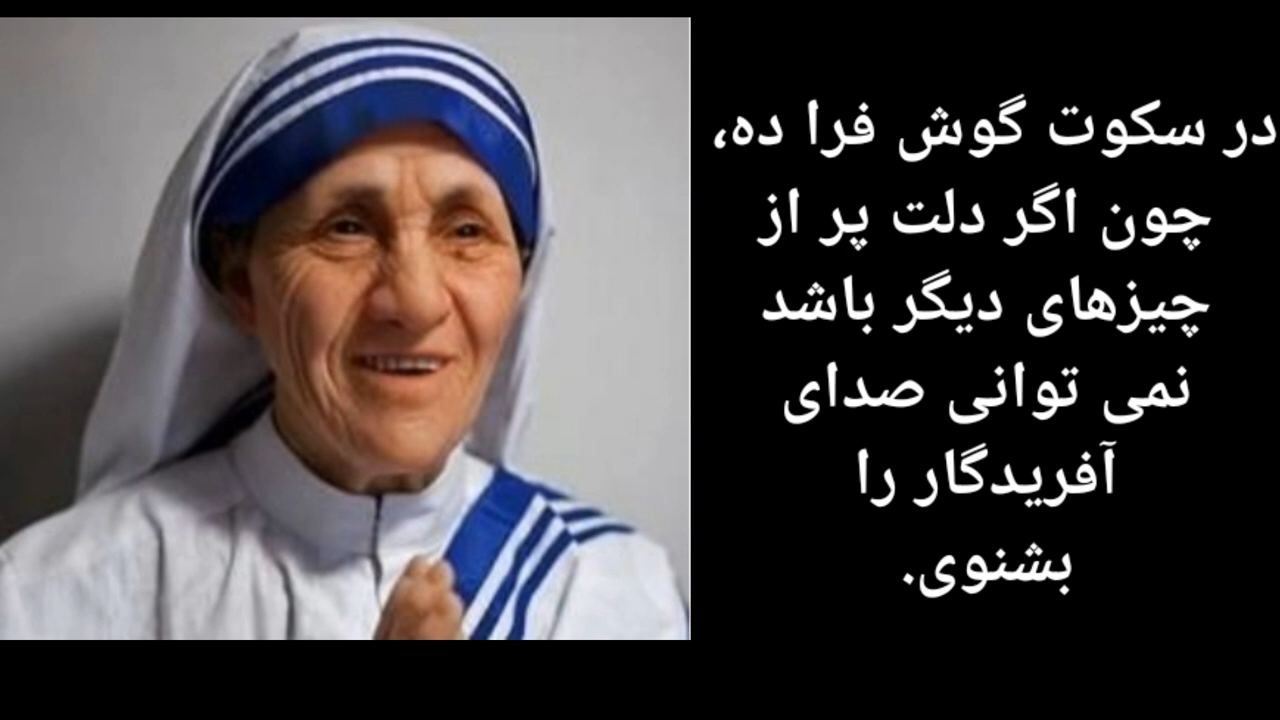 در سکوت گوش فرا ده،
چون اگر دلت پر از
چیزهای دیگر باشد
نمی توانی صدای
آفریدگار را
بشنوی.